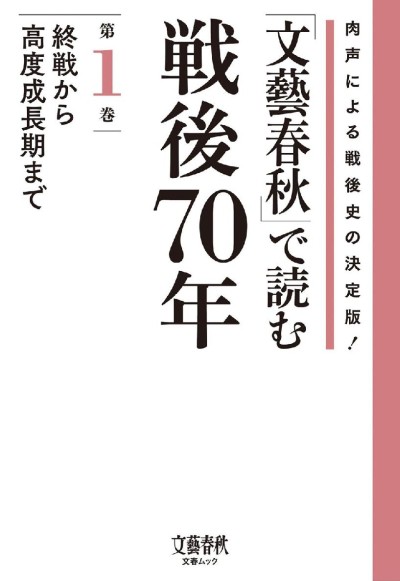 肉声による戦後史の決定版！
「文藝春秋」で読む
戦後70年
第1巻
終戦から
高度成長期まで
文藝春秋
文春ムック